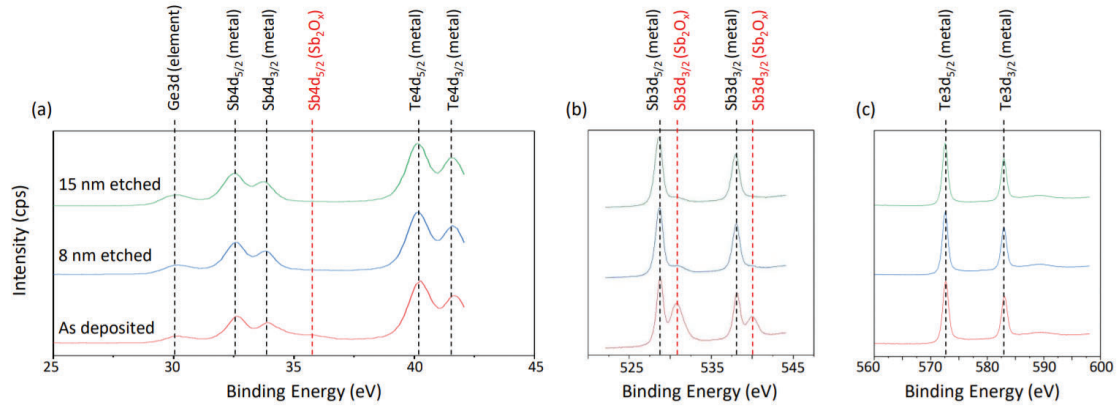 Ge3d (element)
Sb4d5/2 (metal)
Sb4d3/2 (metal)
Sb4d5/2 (Sb2Ox)
Te4d5/2 (metal)
Te4d3/2 (metal)
(a)
15 nm etched
8 nm etched
As deposited
Intensity (cps)
25 30 35 40 45
Binding Energy (eV)
Sb3d5/2 (metal)
Sb3d3/2 (Sb2Ox)
Sb3d3/2 (metal)
Sb3d3/2 (Sb2Ox)
(b)
525 535 545
Binding Energy (eV)
Te3d5/2 (metal)
Te3d3/2 (metal)
(c)
560 570 580 590 600
Binding Energy (eV)